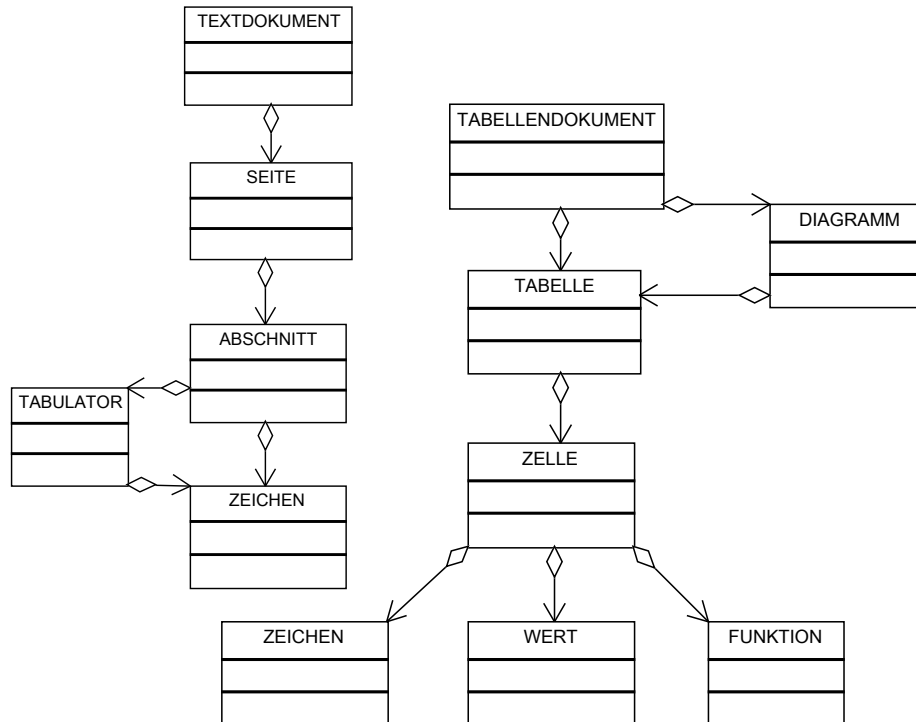 TEXTDOKUMENT
SEITE
ABSCHNITT
TABULATOR
ZEICHEN
TABELLENDOKUMENT
DIAGRAMM
TABELLE
ZELLE
ZEICHEN
WERT
FUNKTION